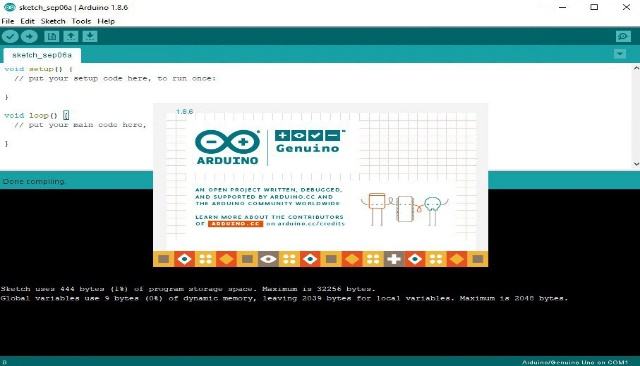 sketch_sep06a | Arduino 1.8.6
File Edit Sketch Tools Help
sketch_sep06a
void setup() {
// put your setup code here, to run once:
}
void loop() {
// put your main code here,
}
1.8.6
ARDUINO
Genuino
AN OPEN PROJECT WRITTEN, DEBUGGED,
AND SUPPORTED BY ARDUINO.CC AND
THE ARDUINO COMMUNITY WORLDWIDE
LEARN MORE ABOUT THE CONTRIBUTORS
OF ARDUINO.CC on arduino.cc/credits
Done compiling.
Sketch uses 444 bytes (1%) of program storage space. Maximum is 32256 bytes.
Global variables use 9 bytes (0%) of dynamic memory, leaving 2039 bytes for local variables. Maximum is 2048 bytes.
Arduino/Genuino Uno on COM1